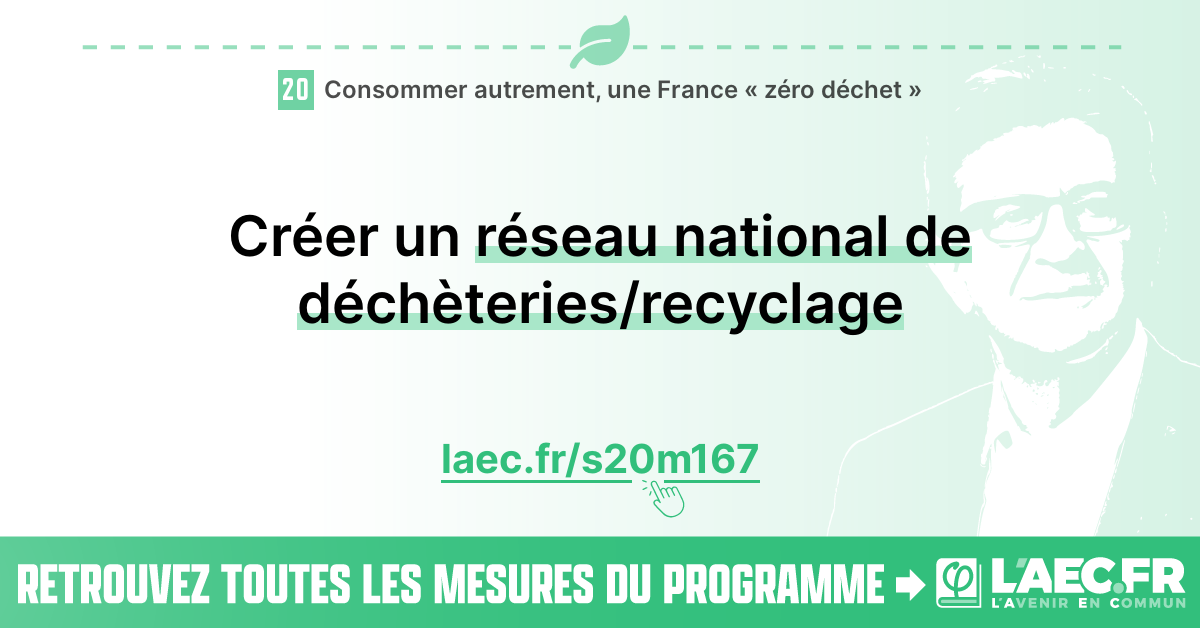 20 Consommer autrement, une France « zéro déchet »
Créer un réseau national de
déchèteries/recyclage
laec.fr/s20m167
RETROUVEZ TOUTES LES MESURES DU PROGRAMME
L'AEC.FR
L'AVENIR EN COMMUN